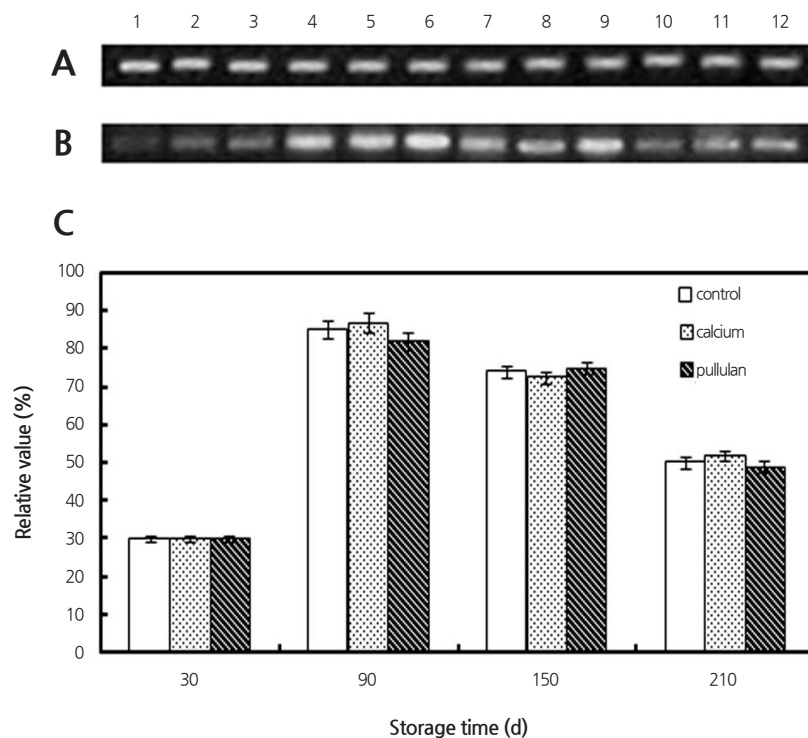 1 2 3 4 5 6 7 8 9 10 11 12
A
B
C
100
90
80
70
60
50
40
30
20
10
0
Relative value (%)
control
calcium
pullulan
30 90 150 210
Storage time (d)